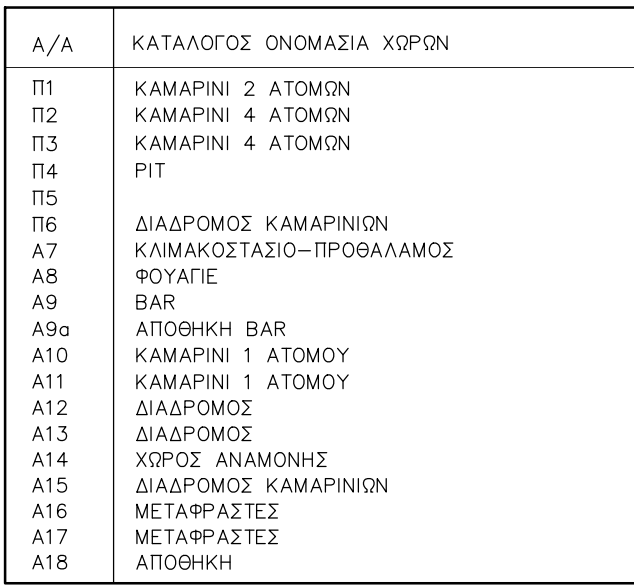 Α/Α ΚΑΤΑΛΟΓΟΣ ΟΝΟΜΑΣΙΑ ΧΩΡΩΝ
Π1 ΚΑΜΑΡΙΝΙ 2 ΑΤΟΜΩΝ
Π2 ΚΑΜΑΡΙΝΙ 4 ΑΤΟΜΩΝ
Π3 ΚΑΜΑΡΙΝΙ 4 ΑΤΟΜΩΝ
Π4 PIT
Π5
Π6 ΔΙΑΔΡΟΜΟΣ ΚΑΜΑΡΙΝΙΩΝ
Α7 ΚΛΙΜΑΚΟΣΤΑΣΙΟ-ΠΡΟΘΑΛΑΜΟΣ
Α8 ΦΟΥΑΓΙΕ
Α9 BAR
Α9α ΑΠΟΘΗΚΗ BAR
Α10 ΚΑΜΑΡΙΝΙ 1 ΑΤΟΜΟΥ
Α11 ΚΑΜΑΡΙΝΙ 1 ΑΤΟΜΟΥ
Α12 ΔΙΑΔΡΟΜΟΣ
Α13 ΔΙΑΔΡΟΜΟΣ
Α14 ΧΩΡΟΣ ΑΝΑΜΟΝΗΣ
Α15 ΔΙΑΔΡΟΜΟΣ ΚΑΜΑΡΙΝΙΩΝ
Α16 ΜΕΤΑΦΡΑΣΤΕΣ
Α17 ΜΕΤΑΦΡΑΣΤΕΣ
Α18 ΑΠΟΘΗΚΗ